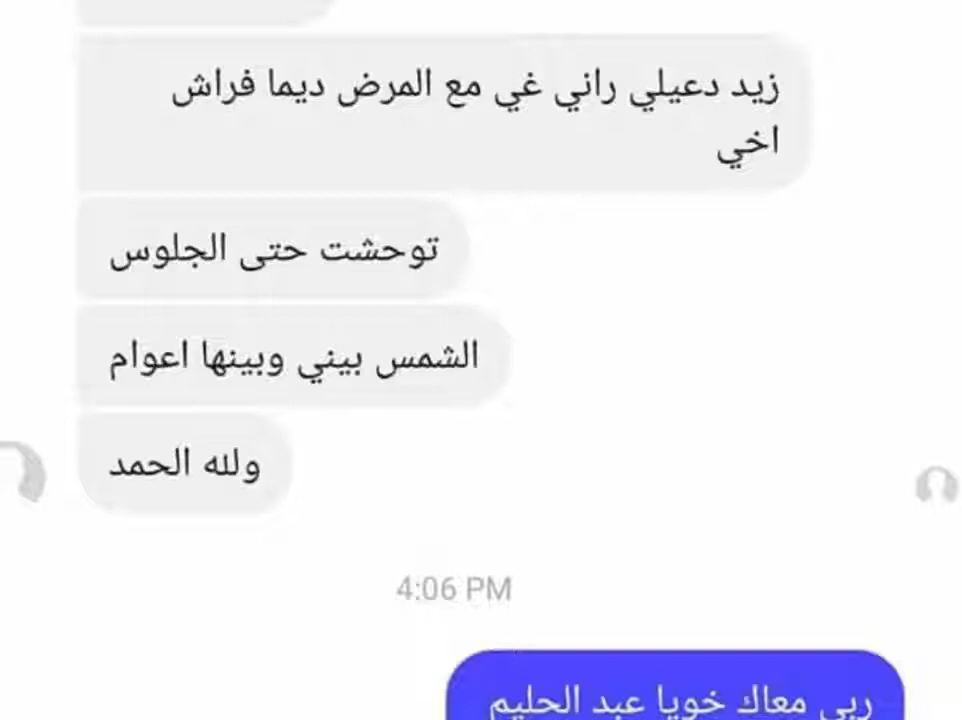 زيد دعيلي راني غي مع المرض ديما فراش
اخي
توحشت حتى الجلوس
الشمس بيني وبينها اعوام
ولله الحمد
4:06 PM
ربي معاك خويا عبد الحليم